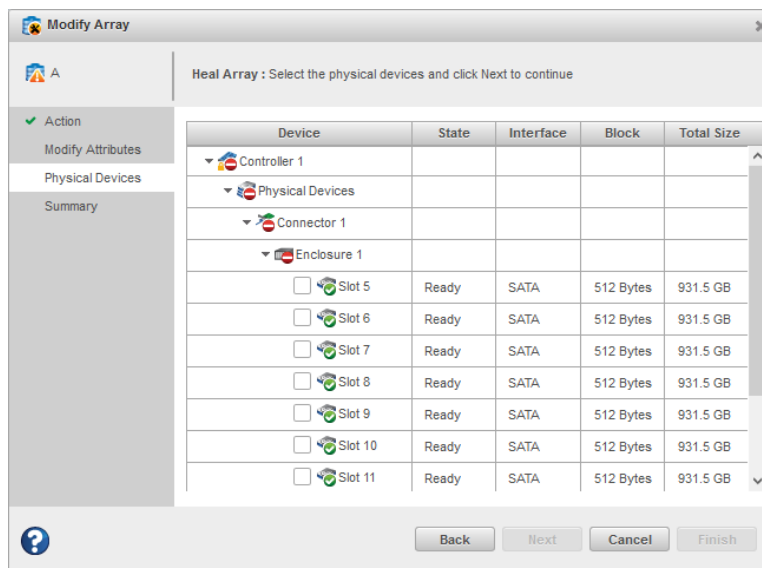 Modify Array
A
Heal Array : Select the physical devices and click Next to continue
Action
Modify Attributes
Physical Devices
Summary
Device State Interface Block Total Size
Controller 1
Physical Devices
Connector 1
Enclosure 1
Slot 5 Ready SATA 512 Bytes 931.5 GB
Slot 6 Ready SATA 512 Bytes 931.5 GB
Slot 7 Ready SATA 512 Bytes 931.5 GB
Slot 8 Ready SATA 512 Bytes 931.5 GB
Slot 9 Ready SATA 512 Bytes 931.5 GB
Slot 10 Ready SATA 512 Bytes 931.5 GB
Slot 11 Ready SATA 512 Bytes 931.5 GB
? Back Next Cancel Finish